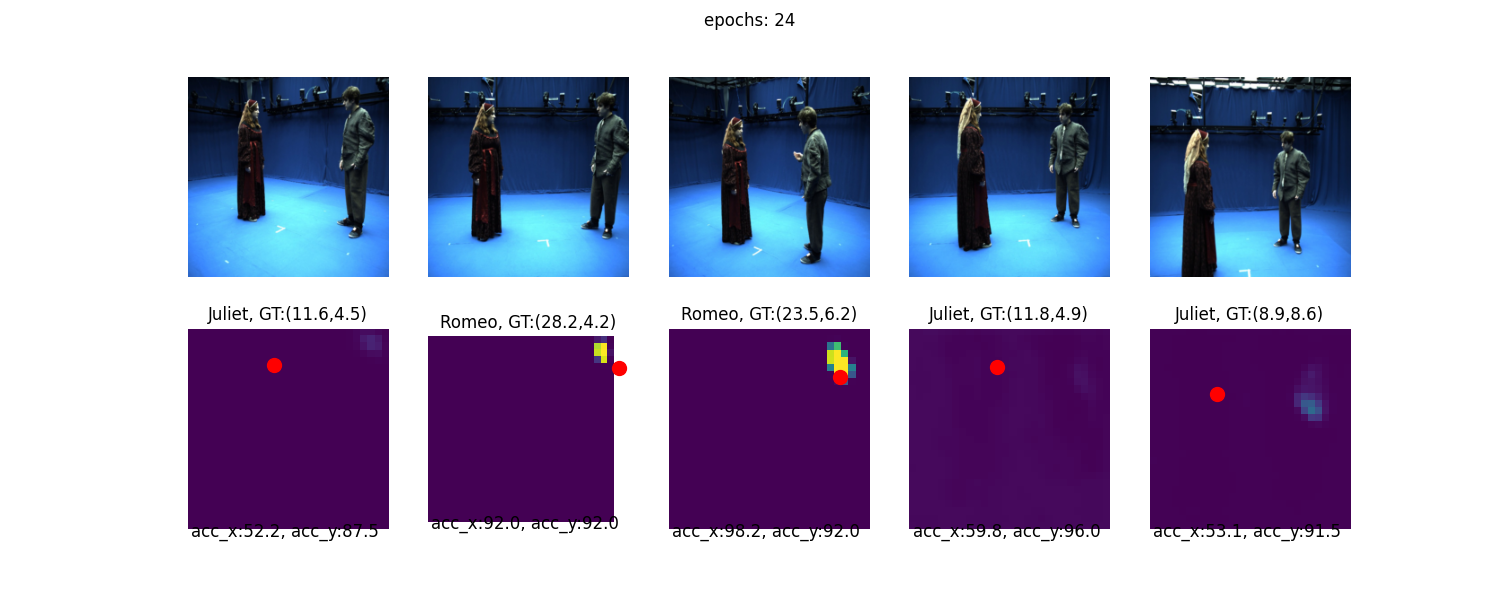 epochs: 24
Juliet, GT:(11.6,4.5)
Romeo, GT:(28.2,4.2)
Romeo, GT:(23.5,6.2)
Juliet, GT:(11.8,4.9)
Juliet, GT:(8.9,8.6)
acc_x:52.2, acc_y:87.5
acc_x:92.0, acc_y:92.0
acc_x:98.2, acc_y:92.0
acc_x:59.8, acc_y:96.0
acc_x:53.1, acc_y:91.5